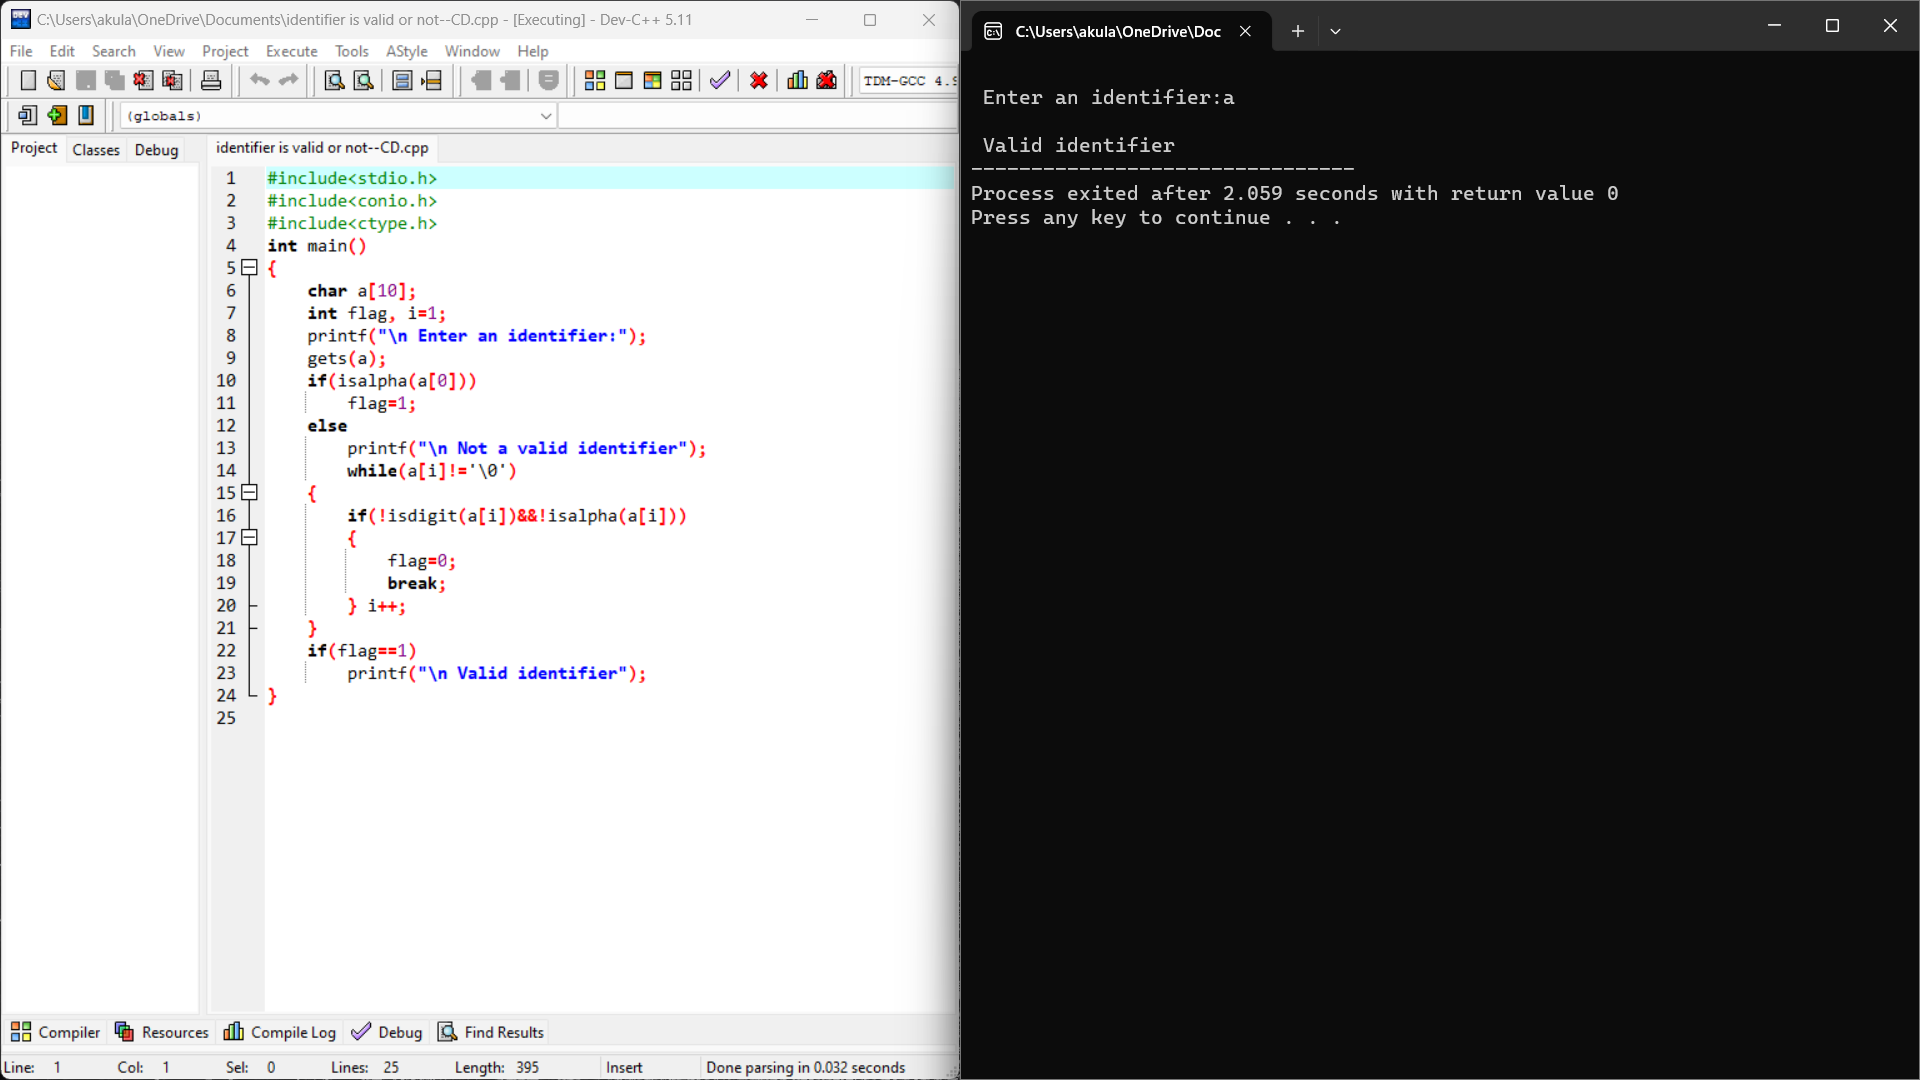 C:\Users\akula\OneDrive\Documents\identifier is valid or not--CD.cpp - [Executing] - Dev-C++ 5.11
File Edit Search View Project Execute Tools AStyle Window Help
TDM-GCC 4.9
(globals)
Project Classes Debug
identifier is valid or not--CD.cpp
1 #include<stdio.h>
2 #include<conio.h>
3 #include<ctype.h>
4 int main()
5 {
6 char a[10];
7 int flag, i=1;
8 printf("\n Enter an identifier:");
9 gets(a);
10 if(isalpha(a[0]))
11 flag=1;
12 else
13 printf("\n Not a valid identifier");
14 while(a[i]!='\0')
15 {
16 if(!isdigit(a[i])&&!isalpha(a[i]))
17 {
18 flag=0;
19 break;
20 } i++;
21 }
22 if(flag==1)
23 printf("\n Valid identifier");
24 }
25
Compiler Resources Compile Log Debug Find Results
Line: 1 Col: 1 Sel: 0 Lines: 25 Length: 395 Insert Done parsing in 0.032 seconds
C:\Users\akula\OneDrive\Doc
Enter an identifier:a
Valid identifier
--------------------------------
Process exited after 2.059 seconds with return value 0
Press any key to continue . . .